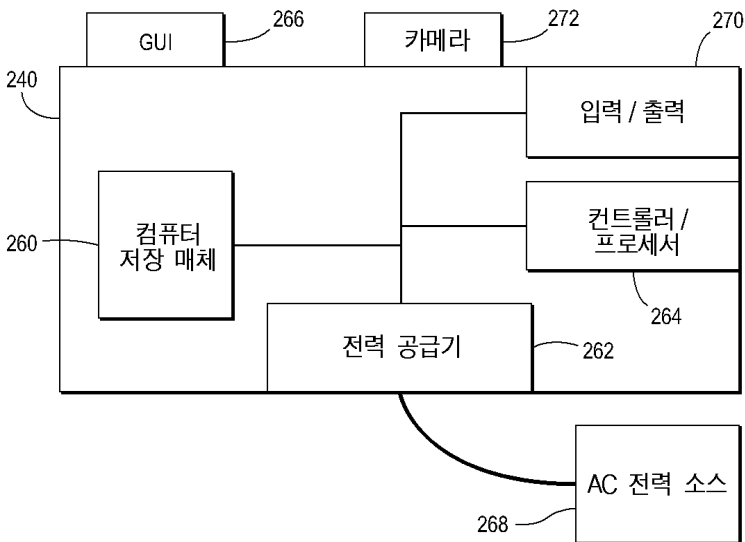 GUI
266
카메라
272
270
240
입력 / 출력
컴퓨터
저장 매체
260
컨트롤러 /
프로세서
264
전력 공급기
262
AC 전력 소스
268